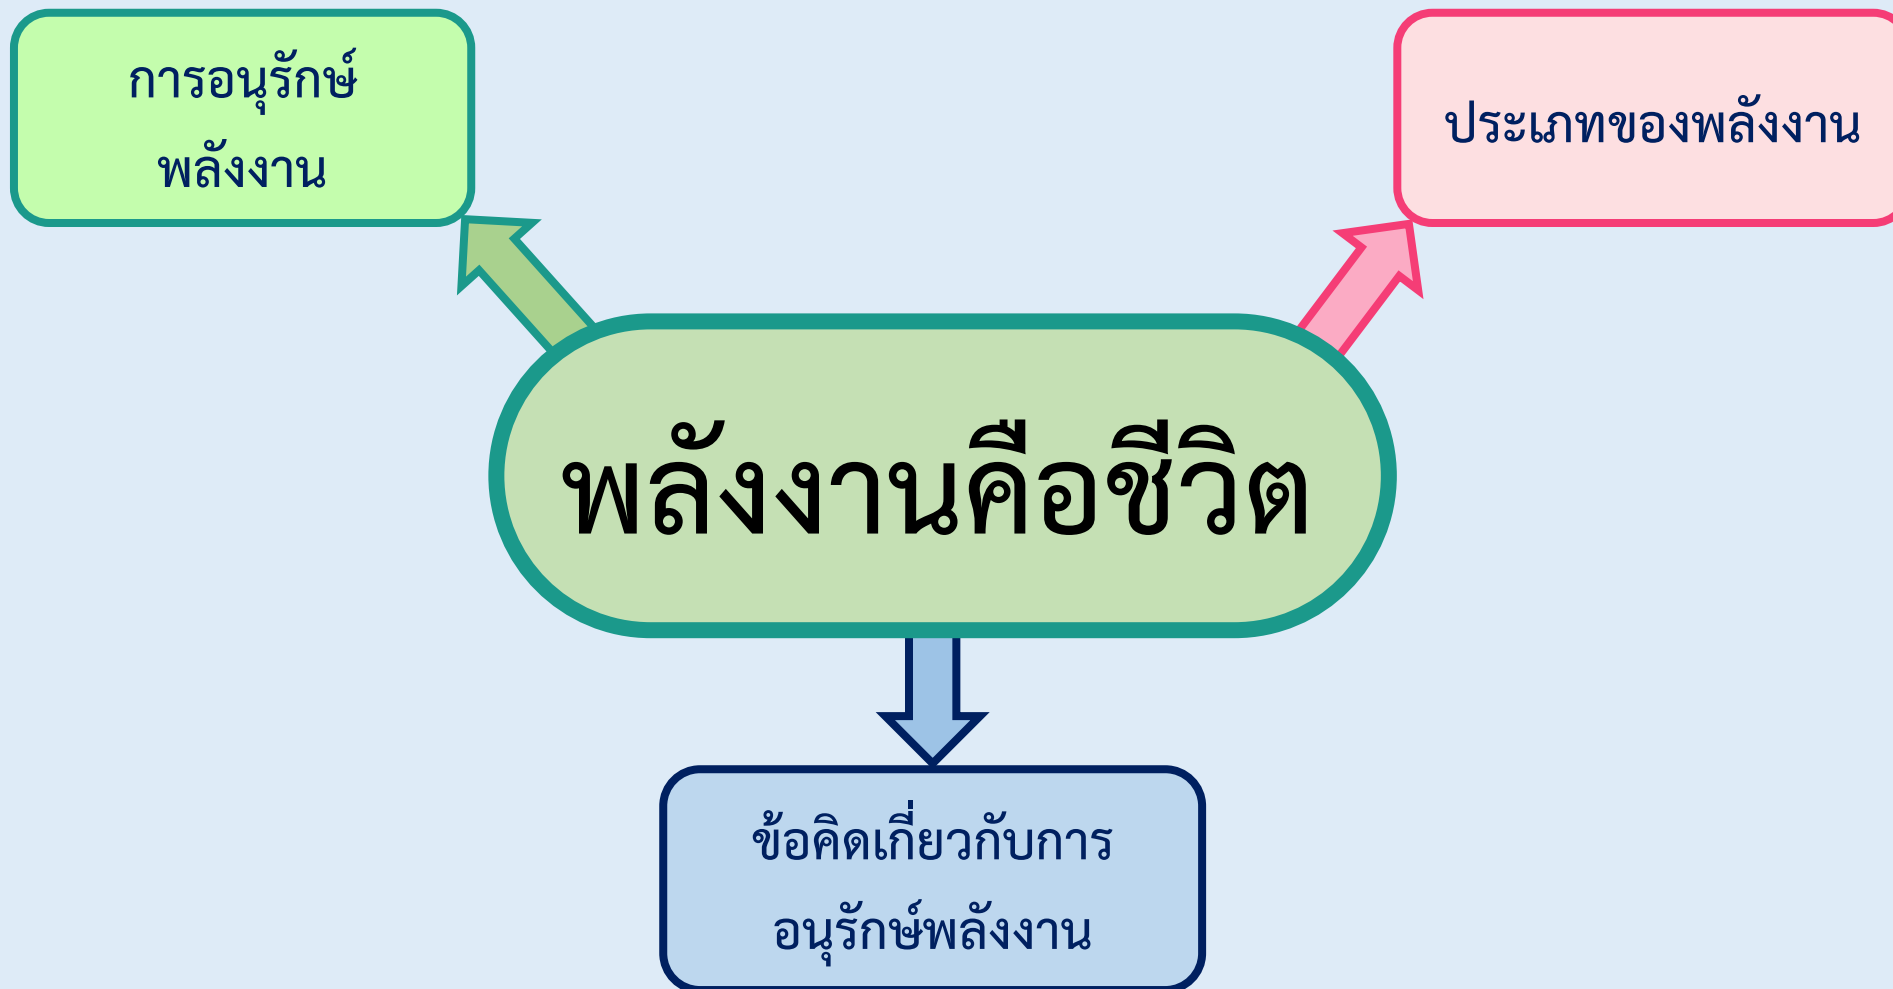 การอนุรักษ์
พลังงาน
ประเภทของพลังงาน
พลังงานคือชีวิต
ข้อคิดเกี่ยวกับการ
อนุรักษ์พลังงาน